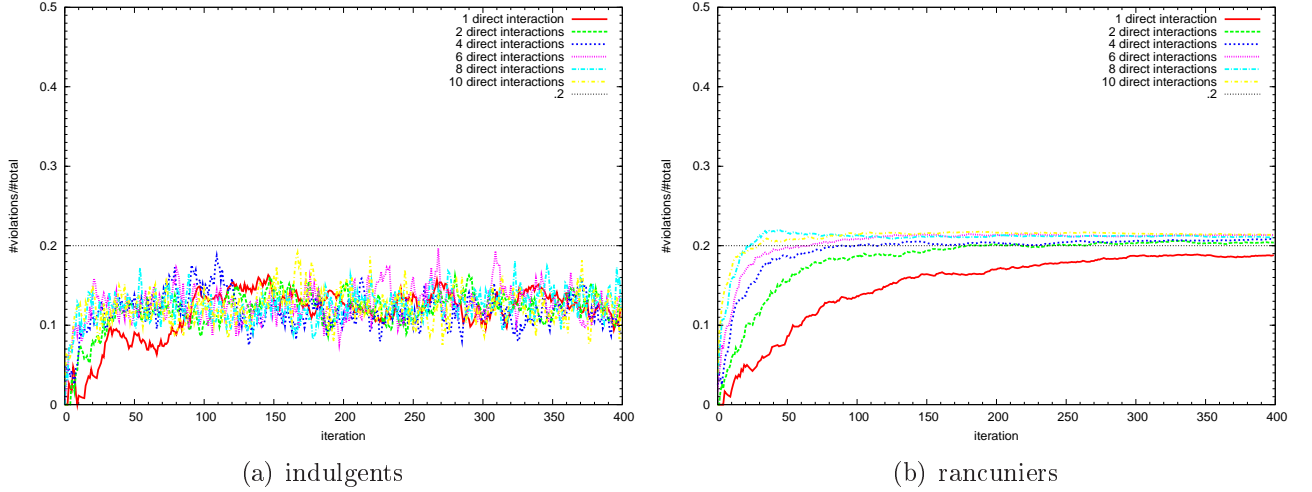 0.5
0.4
0.3
0.2
0.1
0
#violations/#total
1 direct interaction
2 direct interactions
4 direct interactions
6 direct interactions
8 direct interactions
10 direct interactions
.2
0 50 100 150 200 250 300 350 400
iteration
(a) indulgents
0.5
0.4
0.3
0.2
0.1
0
#violations/#total
1 direct interaction
2 direct interactions
4 direct interactions
6 direct interactions
8 direct interactions
10 direct interactions
.2
0 50 100 150 200 250 300 350 400
iteration
(b) rancuniers